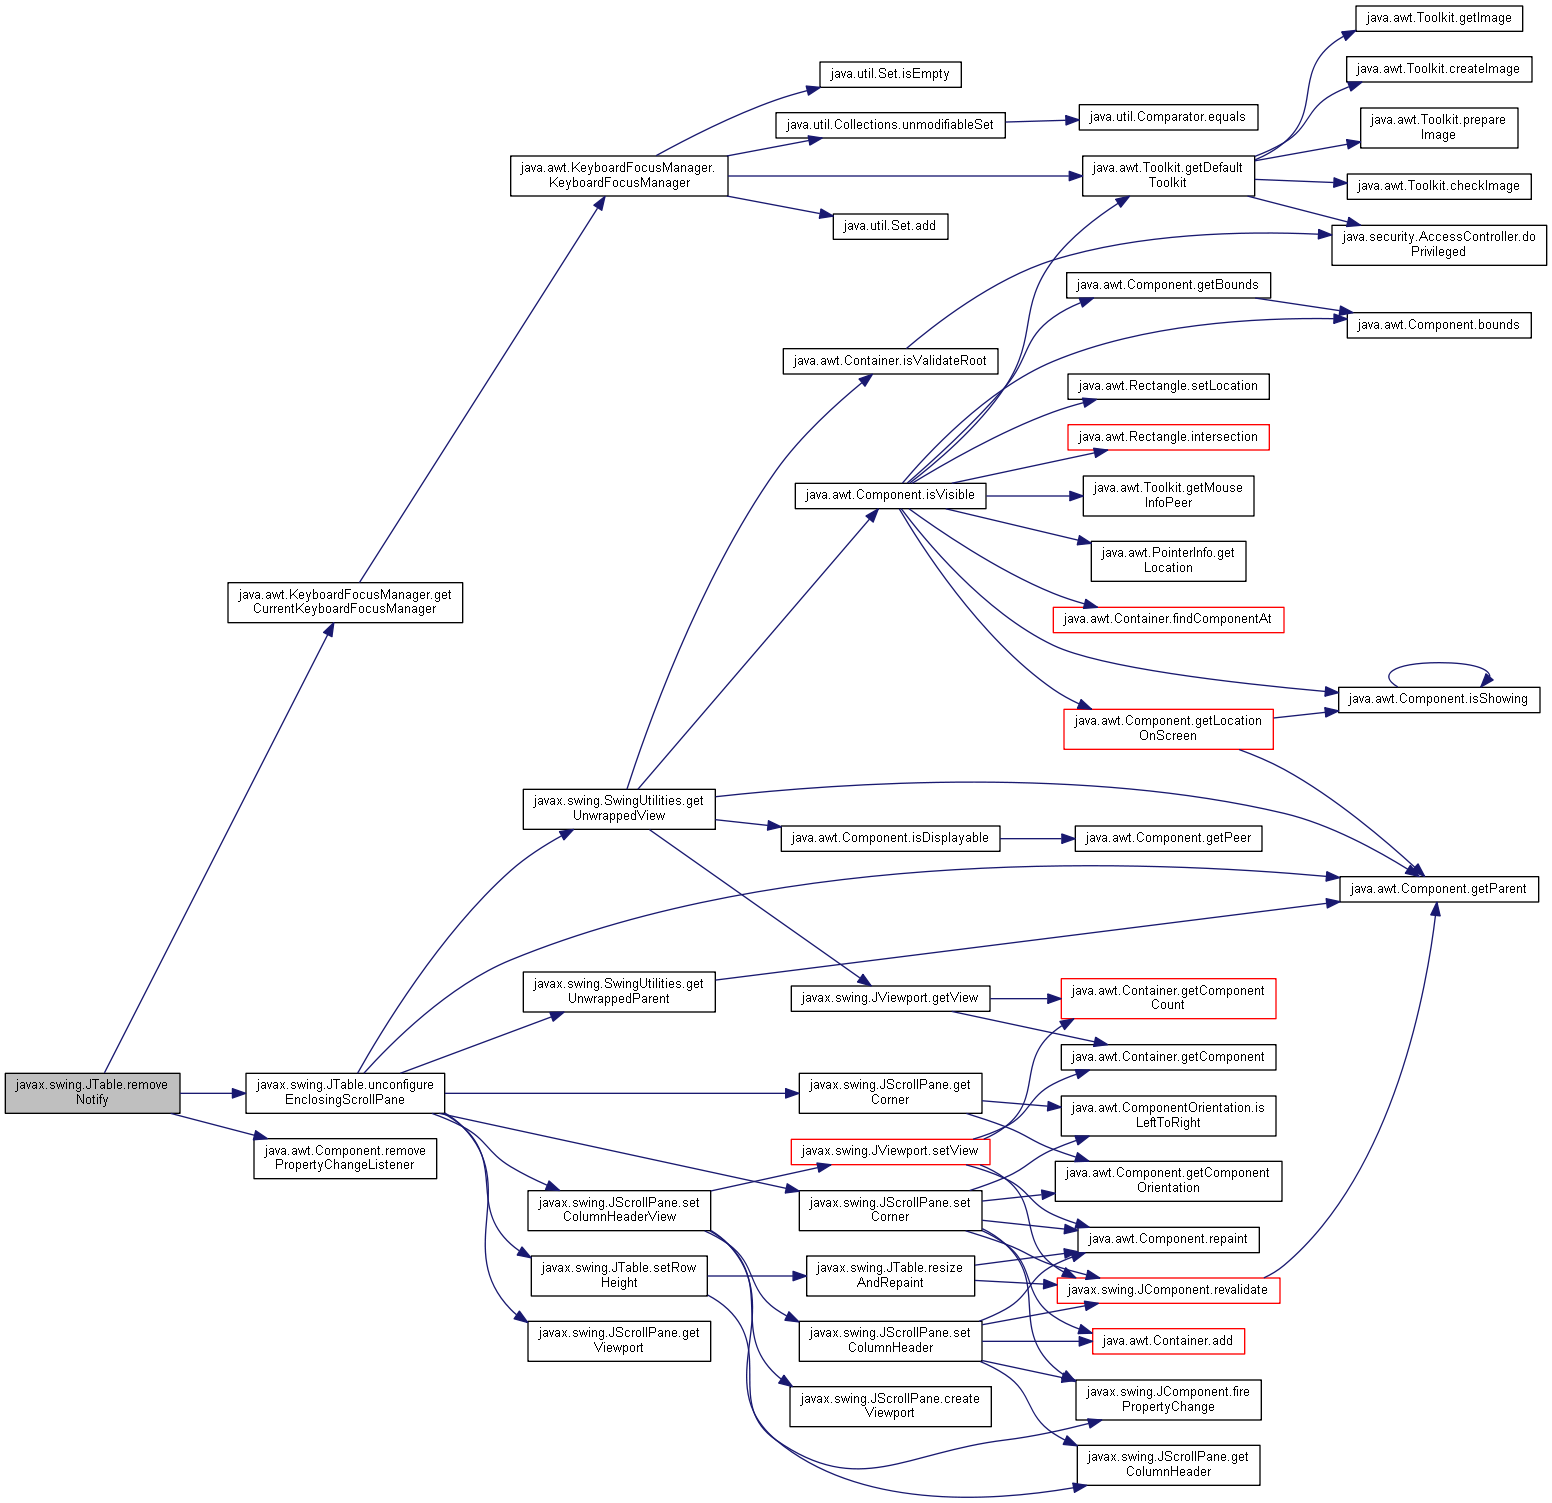 java.awt.Toolkit.getImage
java.awt.Toolkit.createImage
java.util.Set.isEmpty
java.util.Collections.unmodifiableSet
java.util.Comparator.equals
java.awt.Toolkit.prepare
Image
java.awt.KeyboardFocusManager.
KeyboardFocusManager
java.awt.Toolkit.getDefault
Toolkit
java.awt.Toolkit.checkImage
java.util.Set.add
java.security.AccessController.do
Privileged
java.awt.Component.getBounds
java.awt.Component.bounds
java.awt.Container.isValidateRoot
java.awt.Rectangle.setLocation
java.awt.Rectangle.intersection
java.awt.Component.isVisible
java.awt.Toolkit.getMouse
InfoPeer
java.awt.PointerInfo.get
Location
java.awt.KeyboardFocusManager.get
CurrentKeyboardFocusManager
java.awt.Container.findComponentAt
java.awt.Component.isShowing
java.awt.Component.getLocation
OnScreen
javax.swing.SwingUtilities.get
UnwrappedView
java.awt.Component.isDisplayable
java.awt.Component.getPeer
java.awt.Component.getParent
javax.swing.SwingUtilities.get
UnwrappedParent
javax.swing.JViewport.getView
java.awt.Container.getComponent
Count
java.awt.Container.getComponent
javax.swing.JTable.remove
Notify
javax.swing.JTable.unconfigure
EnclosingScrollPane
javax.swing.JScrollPane.get
Corner
java.awt.ComponentOrientation.is
LeftToRight
java.awt.Component.remove
PropertyChangeListener
javax.swing.JViewport.setView
java.awt.Component.getComponent
Orientation
javax.swing.JScrollPane.set
ColumnHeaderView
javax.swing.JScrollPane.set
Corner
java.awt.Component.repaint
javax.swing.JTable.setRow
Height
javax.swing.JTable.resize
AndRepaint
javax.swing.JComponent.revalidate
javax.swing.JScrollPane.get
Viewport
javax.swing.JScrollPane.set
ColumnHeader
java.awt.Container.add
javax.swing.JScrollPane.create
Viewport
javax.swing.JComponent.fire
PropertyChange
javax.swing.JScrollPane.get
ColumnHeader